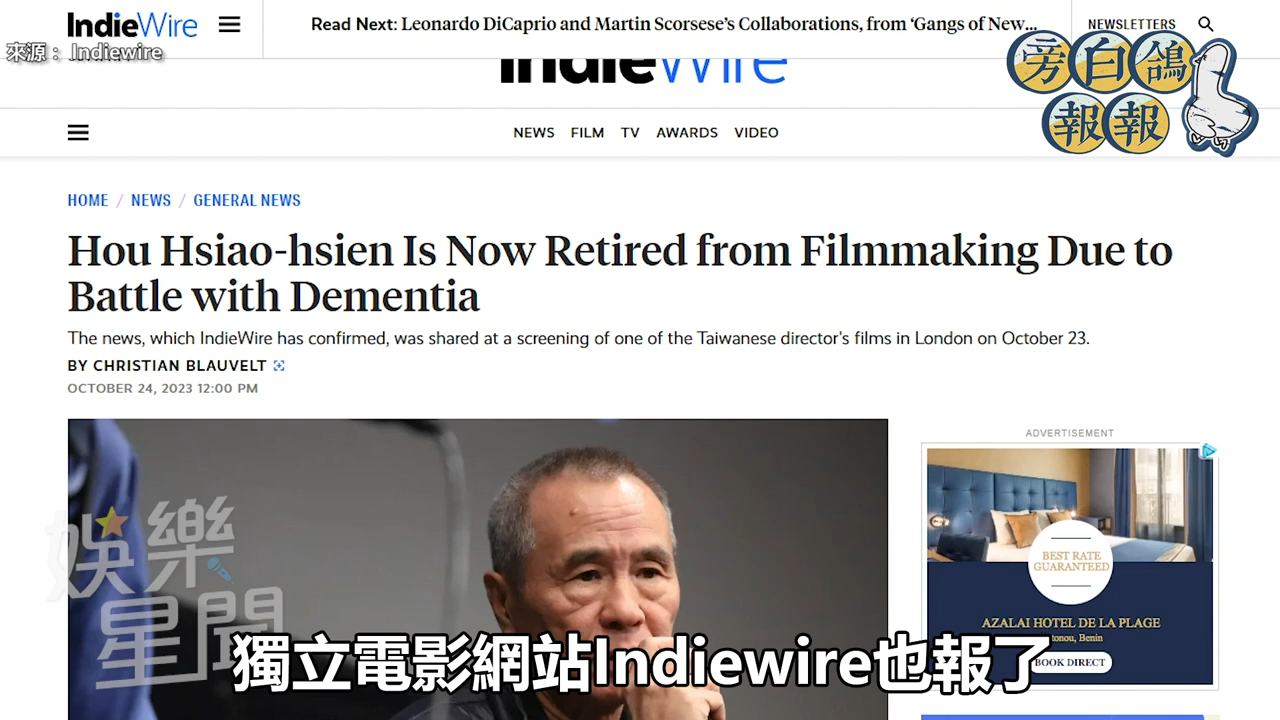 IndieWire
Read Next: Leonardo DiCaprio and Martin Scorsese's Collaborations, from 'Gangs of New...
NEWSLETTERS
來源： Indiewire
IndieWire
旁白鴿
報報
NEWS FILM TV AWARDS VIDEO
HOME / NEWS / GENERAL NEWS
Hou Hsiao-hsien Is Now Retired from Filmmaking Due to
Battle with Dementia
The news, which IndieWire has confirmed, was shared at a screening of one of the Taiwanese director's films in London on October 23.
BY CHRISTIAN BLAUVELT
OCTOBER 24, 2023 12:00 PM
ADVERTISEMENT
BEST RATE
GUARANTEED
AZALAI HOTEL DE LA PLAGE
Benin
BOOK DIRECT
娛樂
星聞
獨立電影網站Indiewire也報了